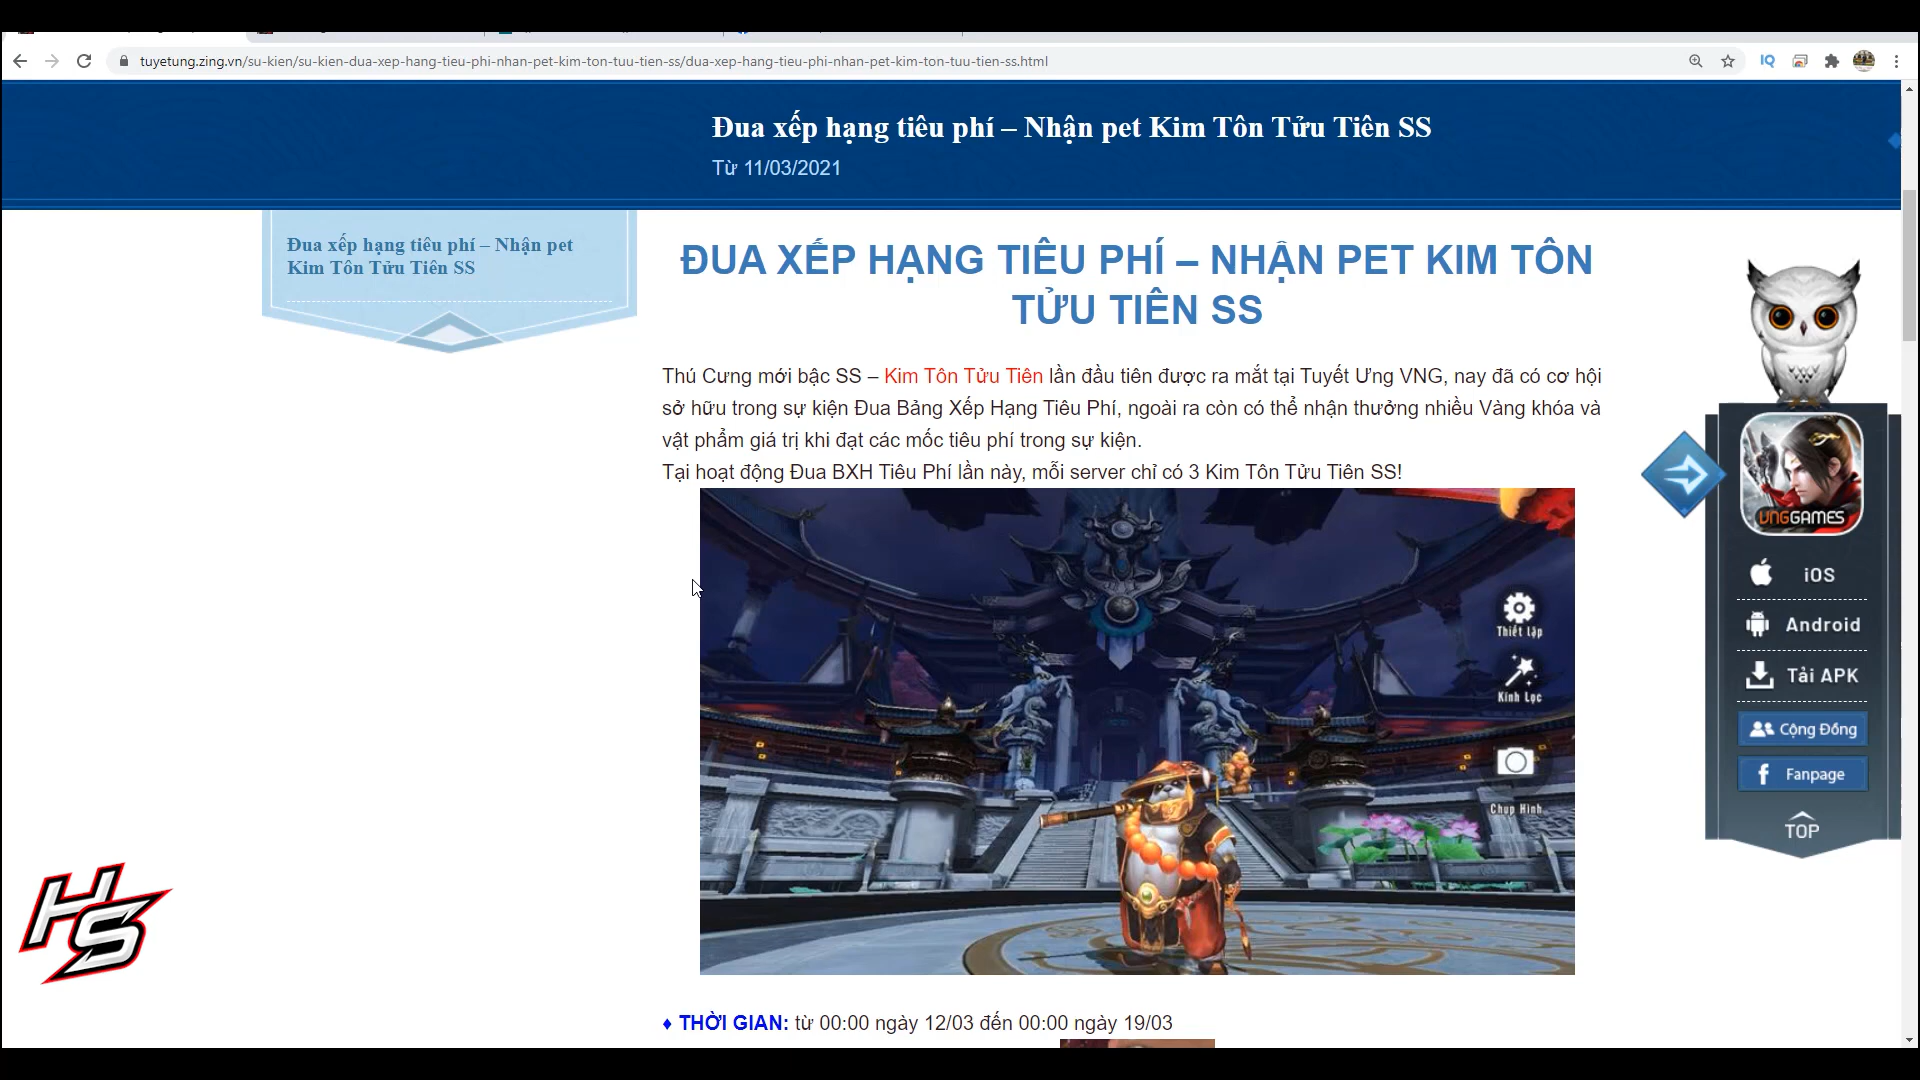 tuyetung.zing.vn/su-kien/su-kien-dua-xep-hang-tieu-phi-nhan-pet-kim-ton-tuu-tien-ss/dua-xep-hang-tieu-phi-nhan-pet-kim-ton-tuu-tien-ss.html
IQ
Đua xếp hạng tiêu phí – Nhận pet Kim Tôn Tửu Tiên SS
Từ 11/03/2021
Đua xếp hạng tiêu phí – Nhận pet
Kim Tôn Tửu Tiên SS
ĐUA XẾP HẠNG TIÊU PHÍ – NHẬN PET KIM TÔN
TỬU TIÊN SS
Thú Cưng mới bậc SS – Kim Tôn Tửu Tiên lần đầu tiên được ra mắt tại Tuyết Ưng VNG, nay đã có cơ hội
sở hữu trong sự kiện Đua Bảng Xếp Hạng Tiêu Phí, ngoài ra còn có thể nhận thưởng nhiều Vàng khóa và
vật phẩm giá trị khi đạt các mốc tiêu phí trong sự kiện.
Tại hoạt động Đua BXH Tiêu Phí lần này, mỗi server chỉ có 3 Kim Tôn Tửu Tiên SS!
Thiết lập
Kính Lọc
Chụp Hình
♦ THỜI GIAN: từ 00:00 ngày 12/03 đến 00:00 ngày 19/03
VNGGAMES
iOS
Android
Tải APK
Cộng Đồng
Fanpage
TOP
HS